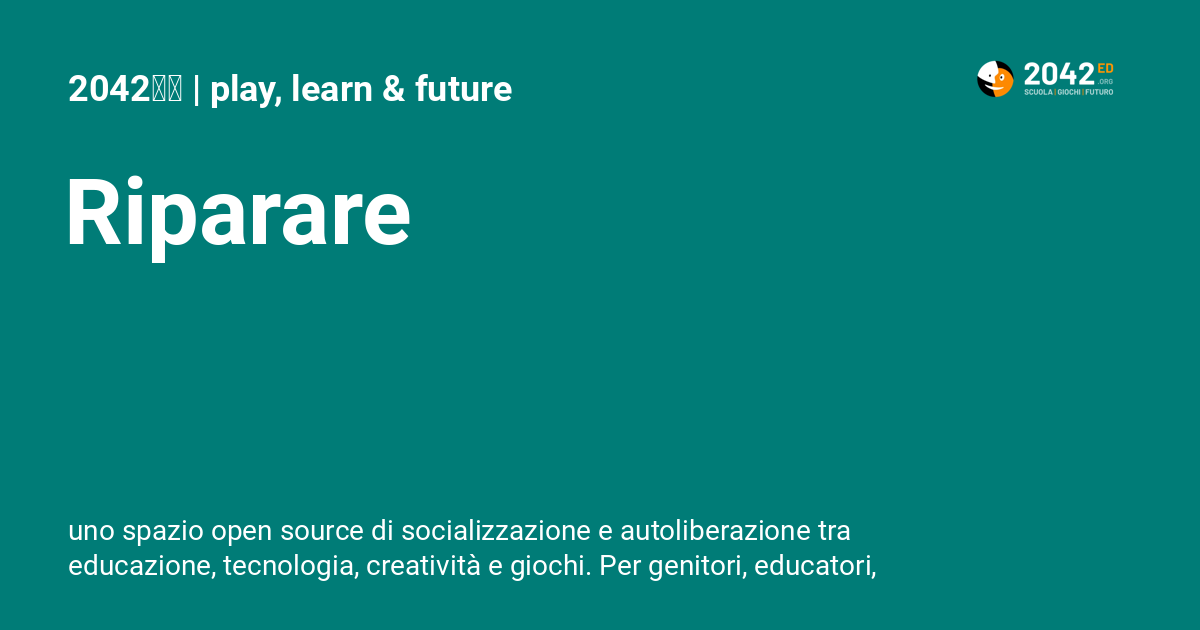 2042 | play, learn & future
2042 ED
.ORG
SCUOLA | GIOCHI | FUTURO
Riparare
uno spazio open source di socializzazione e autoliberazione tra
educazione, tecnologia, creatività e giochi. Per genitori, educatori,